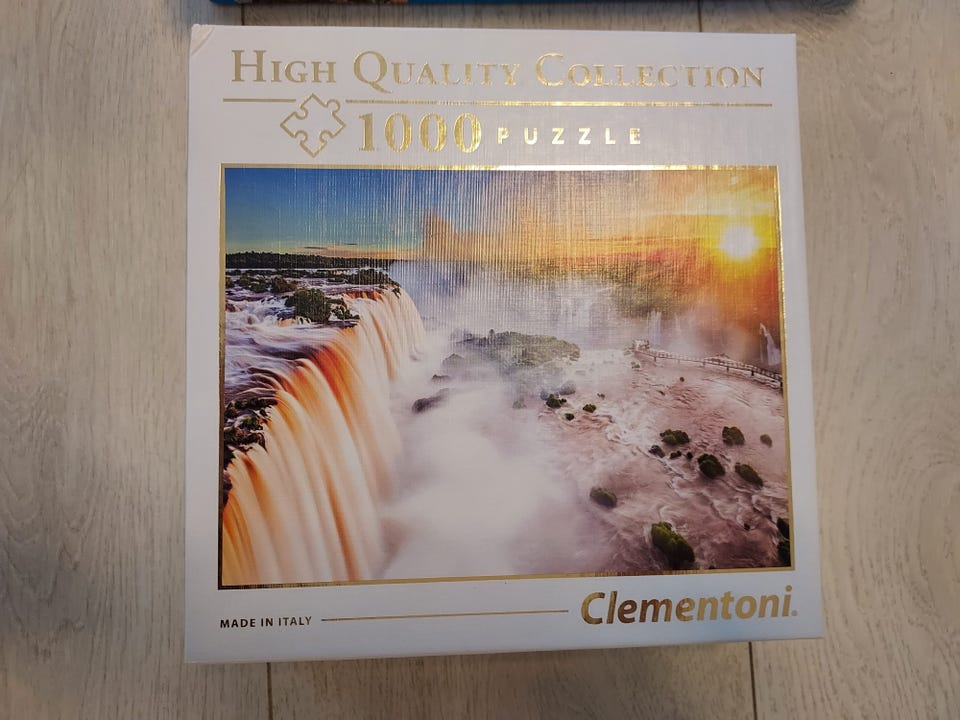 High Quality Collection
1000 PUZZLE
MADE IN ITALY
Clementoni®